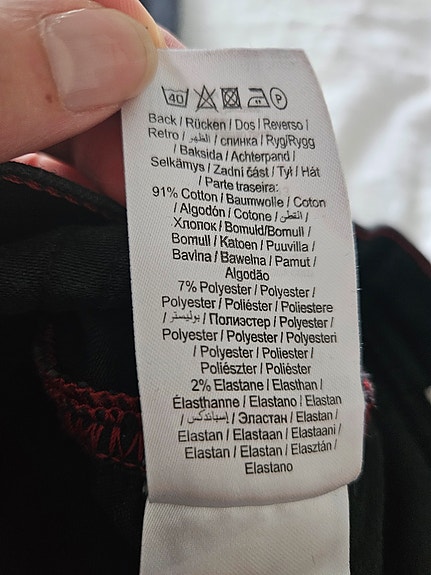 40 P
Back / Rücken / Dos / Reverso /
Retro / الظهر / спинка / Ryg/Rygg
/ Baksida / Achterpand /
Selkämys / Zadní část / Tył / Hát
/ Parte traseira:
91% Cotton / Baumwolle / Coton
/ Algodón / Cotone / القطن /
Хлопок / Bomuld/Bomull /
Bomull / Katoen / Puuvilla /
Bavlna / Bawełna / Pamut /
Algodão
7% Polyester / Polyester /
Polyester / Poliéster / Poliestere
/ بوليستر / Полиэстер / Polyester /
Polyester / Polyester / Polyesteri
/ Polyester / Poliester /
Poliészter / Poliéster
2% Elastane / Elasthan /
Élasthanne / Elastano / Elastan
/ إسباندكس / Эластан / Elastan /
Elastan / Elastaan / Elastaani /
Elastan / Elastan / Elasztán /
Elastano